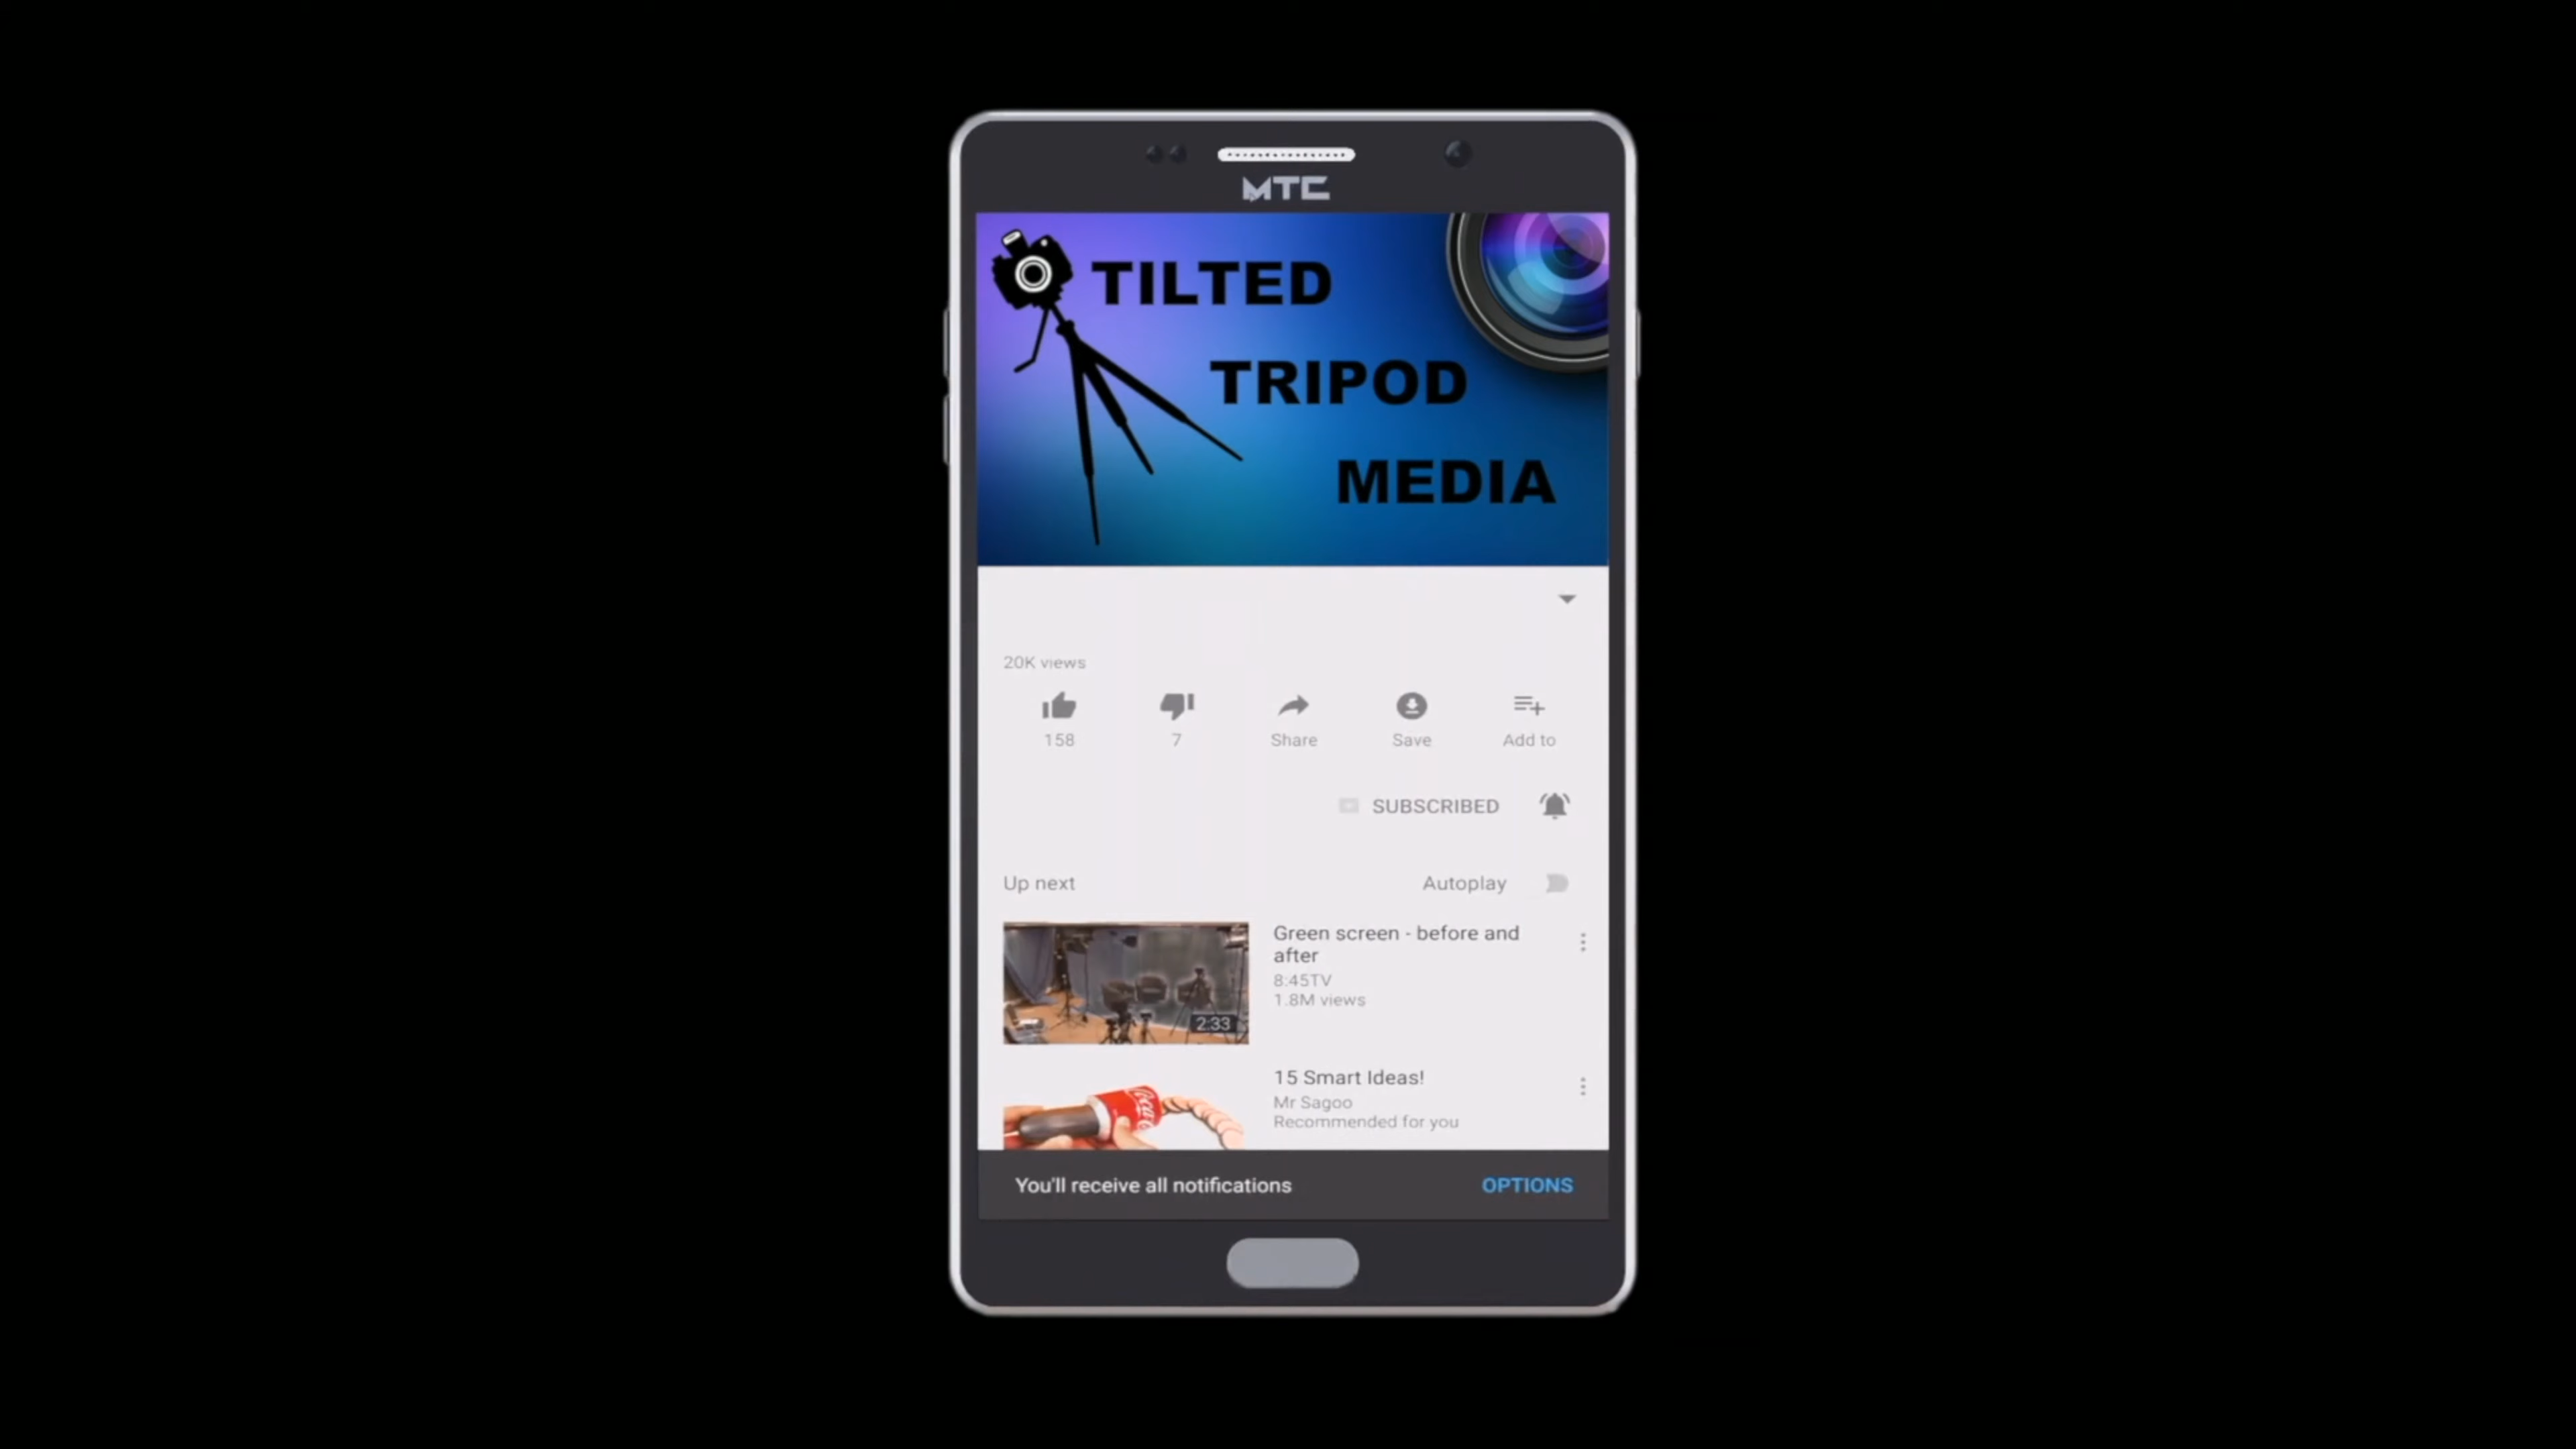 MTC
TILTED
TRIPOD
MEDIA
20K views
158
7
Share
Save
Add to
SUBSCRIBED
Up next
Autoplay
Green screen - before and
after
8:45TV
1.8M views
2:33
15 Smart Ideas!
Mr Sagoo
Recommended for you
Coca
You'll receive all notifications
OPTIONS